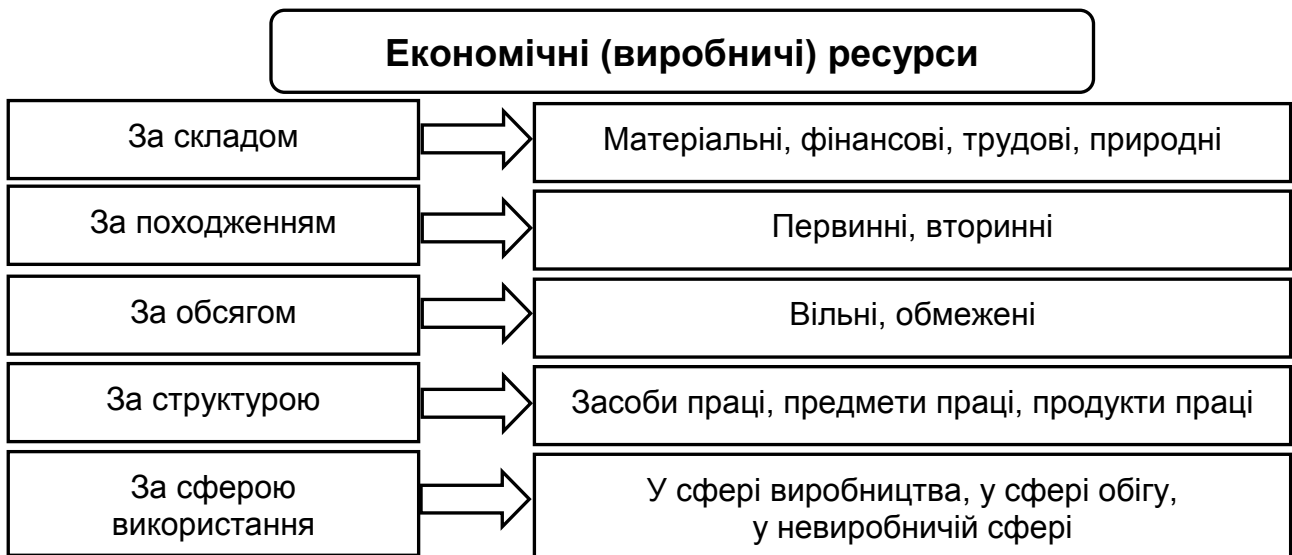 Економічні (виробничі) ресурси
За складом
Матеріальні, фінансові, трудові, природні
За походженням
Первинні, вторинні
За обсягом
Вільні, обмежені
За структурою
Засоби праці, предмети праці, продукти праці
За сферою
використання
У сфері виробництва, у сфері обігу,
у невиробничій сфері